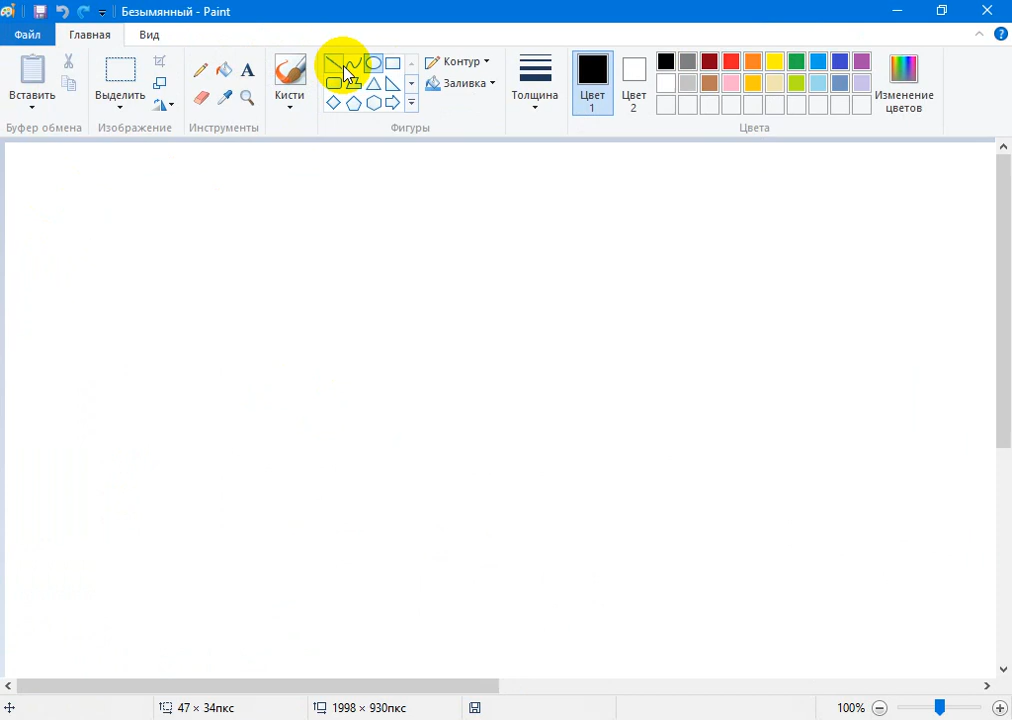 Безымянный - Paint
Файл
Главная
Вид
Вставить
Выделить
Кисти
Контур
Заливка
Толщина
Цвет 1
Цвет 2
Изменение цветов
Буфер обмена
Изображение
Инструменты
Фигуры
Цвета
47 × 34пкс
1998 × 930пкс
100%